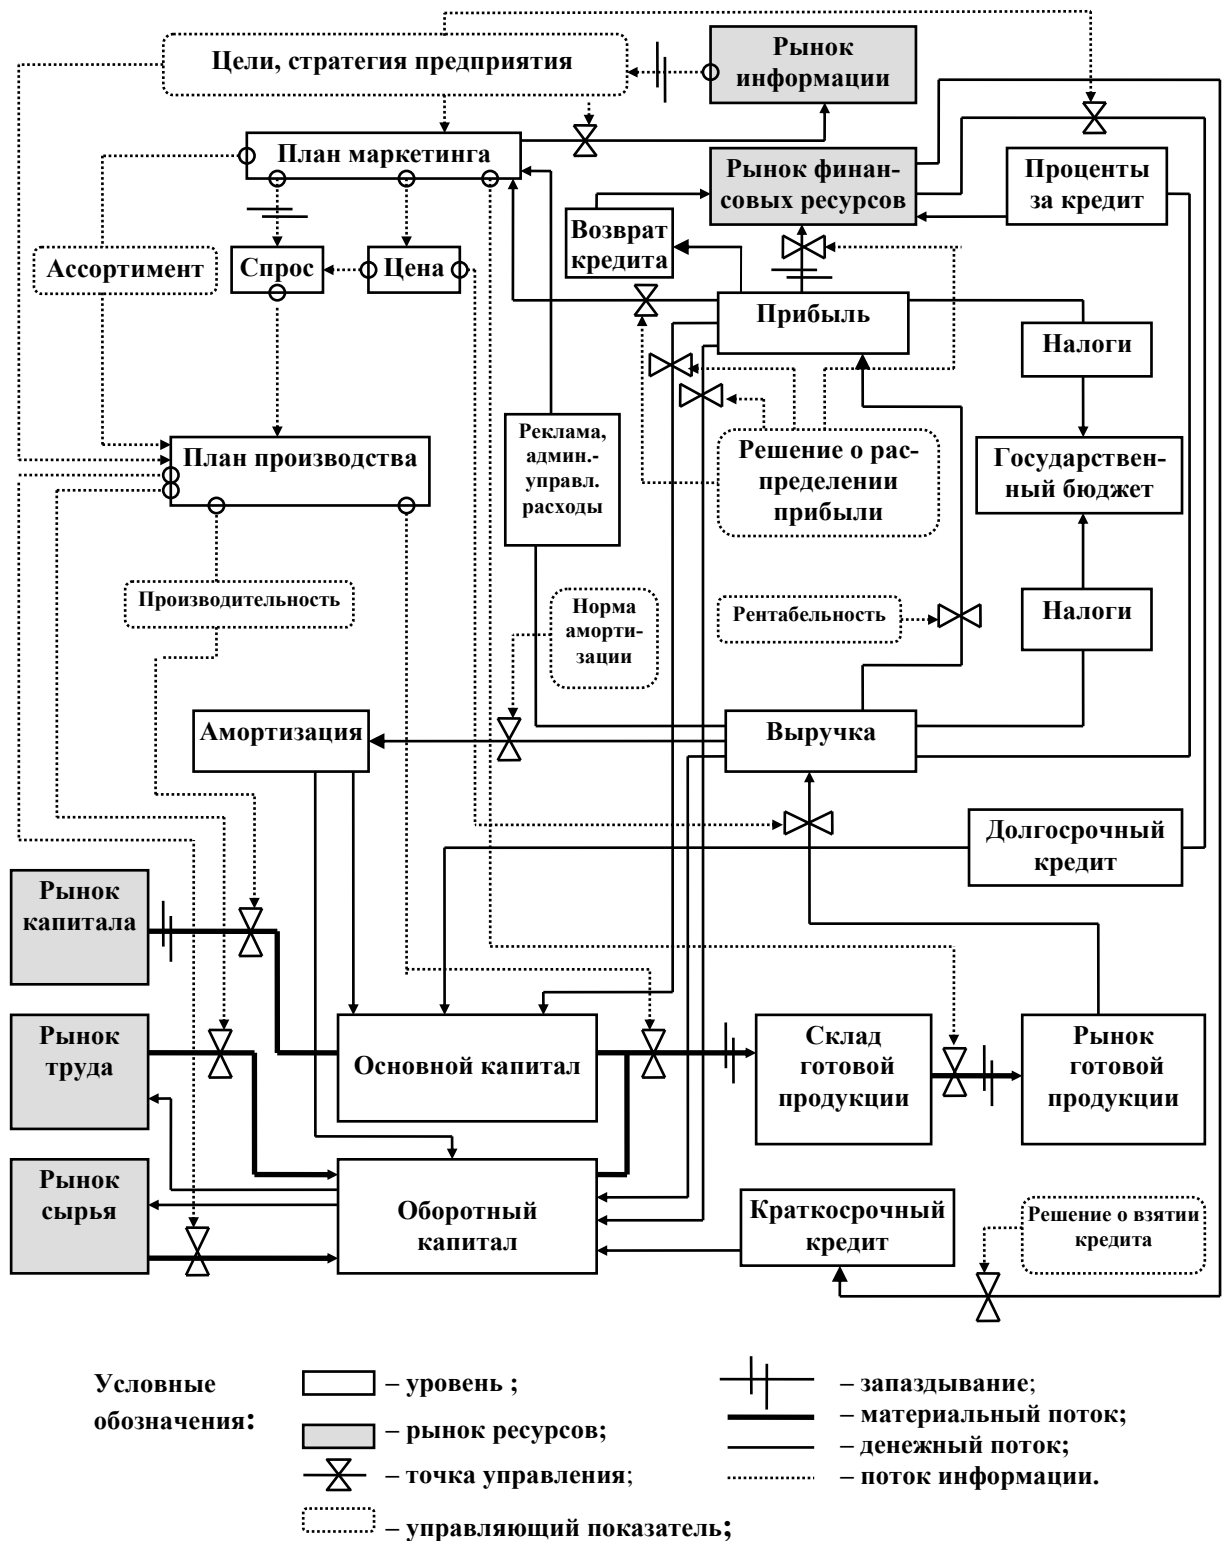 Цели, стратегия предприятия
Рынок
информации
План маркетинга
Рынок финан-
совых ресурсов
Проценты
за кредит
Возврат
кредита
Ассортимент
Спрос
Цена
Прибыль
Налоги
План производства
Реклама,
админ.-
управл.
расходы
Решение о рас-
пределении
прибыли
Государствен-
ный бюджет
Производительность
Норма
аморти-
зации
Рентабельность
Налоги
Амортизация
Выручка
Долгосрочный
кредит
Рынок
капитала
Рынок
труда
Основной капитал
Склад
готовой
продукции
Рынок
готовой
продукции
Рынок
сырья
Оборотный
капитал
Краткосрочный
кредит
Решение о взятии
кредита
Условные
обозначения:
– уровень ;
– рынок ресурсов;
– точка управления;
– управляющий показатель;
– запаздывание;
– материальный поток;
– денежный поток;
– поток информации.